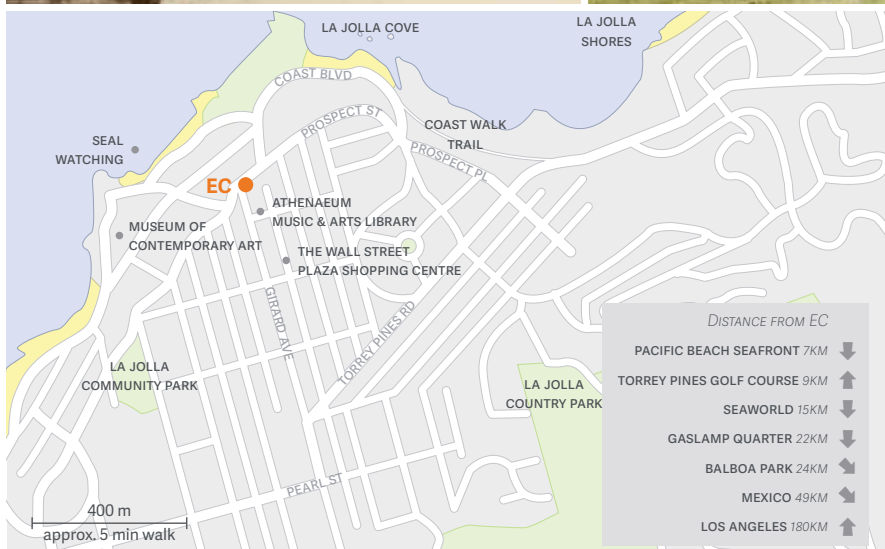 LA JOLLA COVE
LA JOLLA
SHORES
COAST BLVD
PROSPECT ST
COAST WALK
TRAIL
SEAL
WATCHING
PROSPECT PL
EC
ATHENAEUM
MUSIC & ARTS LIBRARY
MUSEUM OF
CONTEMPORARY ART
THE WALL STREET
PLAZA SHOPPING CENTRE
GIRARD AVE
TORREY PINES RD
LA JOLLA
COMMUNITY PARK
LA JOLLA
COUNTRY PARK
PEARL ST
400 m
approx. 5 min walk
DISTANCE FROM EC
PACIFIC BEACH SEAFRONT 7KM
TORREY PINES GOLF COURSE 9KM
SEAWORLD 15KM
GASLAMP QUARTER 22KM
BALBOA PARK 24KM
MEXICO 49KM
LOS ANGELES 180KM